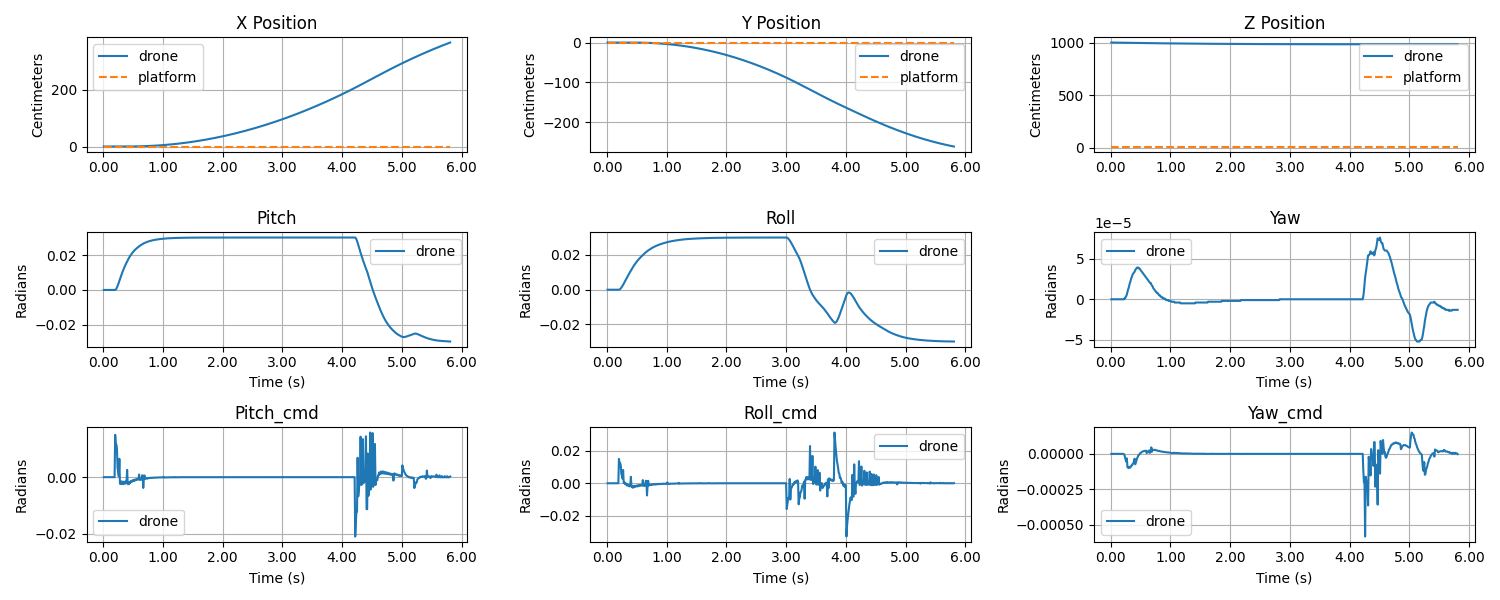 X Position
Y Position
Z Position
Centimeters
200
0
drone
platform
0.00 1.00 2.00 3.00 4.00 5.00 6.00
Centimeters
0
−100
−200
drone
platform
0.00 1.00 2.00 3.00 4.00 5.00 6.00
Centimeters
1000
500
0
drone
platform
0.00 1.00 2.00 3.00 4.00 5.00 6.00
Pitch
Radians
0.02
0.00
−0.02
drone
0.00 1.00 2.00 3.00 4.00 5.00 6.00
Time (s)
Roll
Radians
0.02
0.00
−0.02
drone
0.00 1.00 2.00 3.00 4.00 5.00 6.00
Time (s)
Yaw
1e−5
Radians
5
0
−5
drone
0.00 1.00 2.00 3.00 4.00 5.00 6.00
Time (s)
Pitch_cmd
Radians
0.00
−0.02
drone
0.00 1.00 2.00 3.00 4.00 5.00 6.00
Time (s)
Roll_cmd
Radians
0.02
0.00
−0.02
drone
0.00 1.00 2.00 3.00 4.00 5.00 6.00
Time (s)
Yaw_cmd
Radians
0.00000
−0.00025
−0.00050
drone
0.00 1.00 2.00 3.00 4.00 5.00 6.00
Time (s)